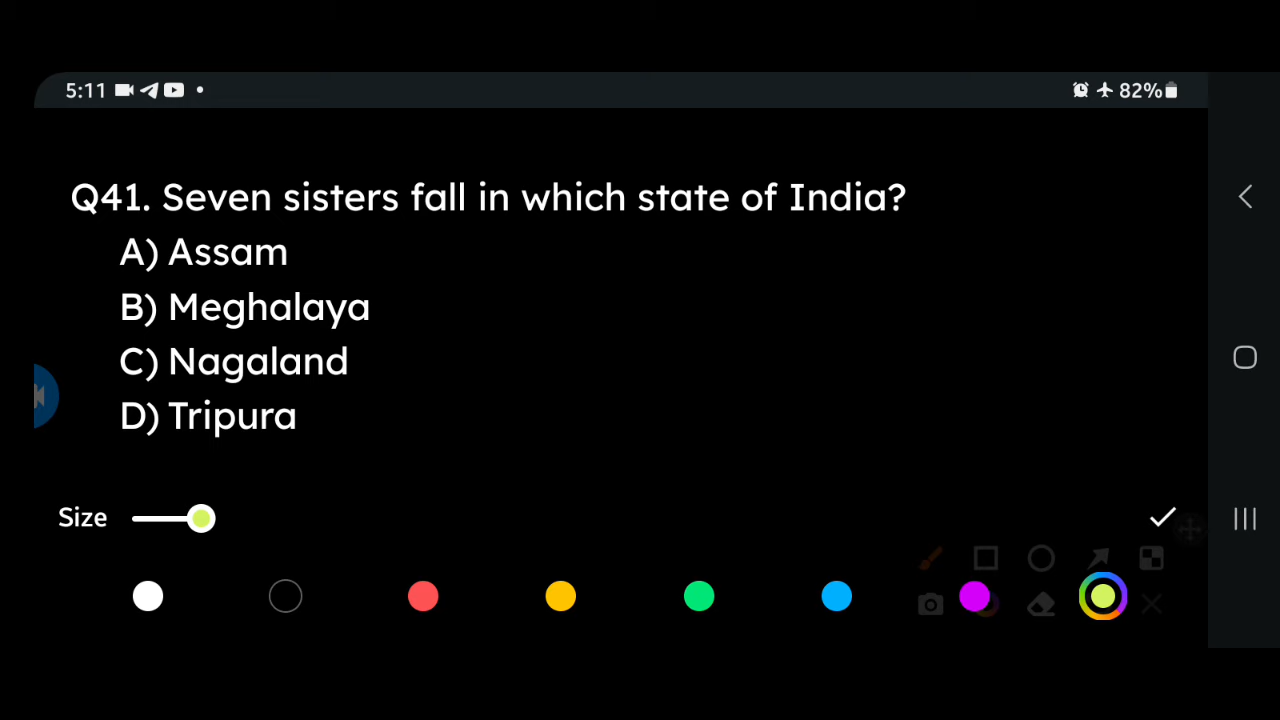 5:11
82%
Q41. Seven sisters fall in which state of India?
A) Assam
B) Meghalaya
C) Nagaland
D) Tripura
Size